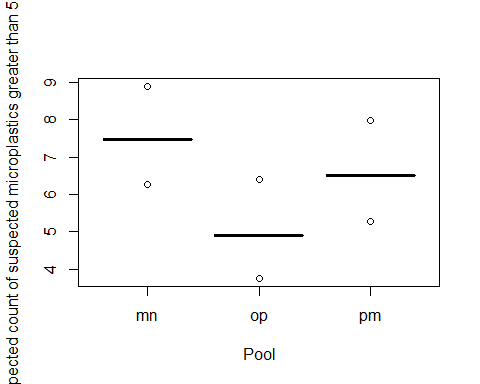 pected count of suspected microplastics greater than 5
9
8
7
6
5
4
mn op pm
Pool